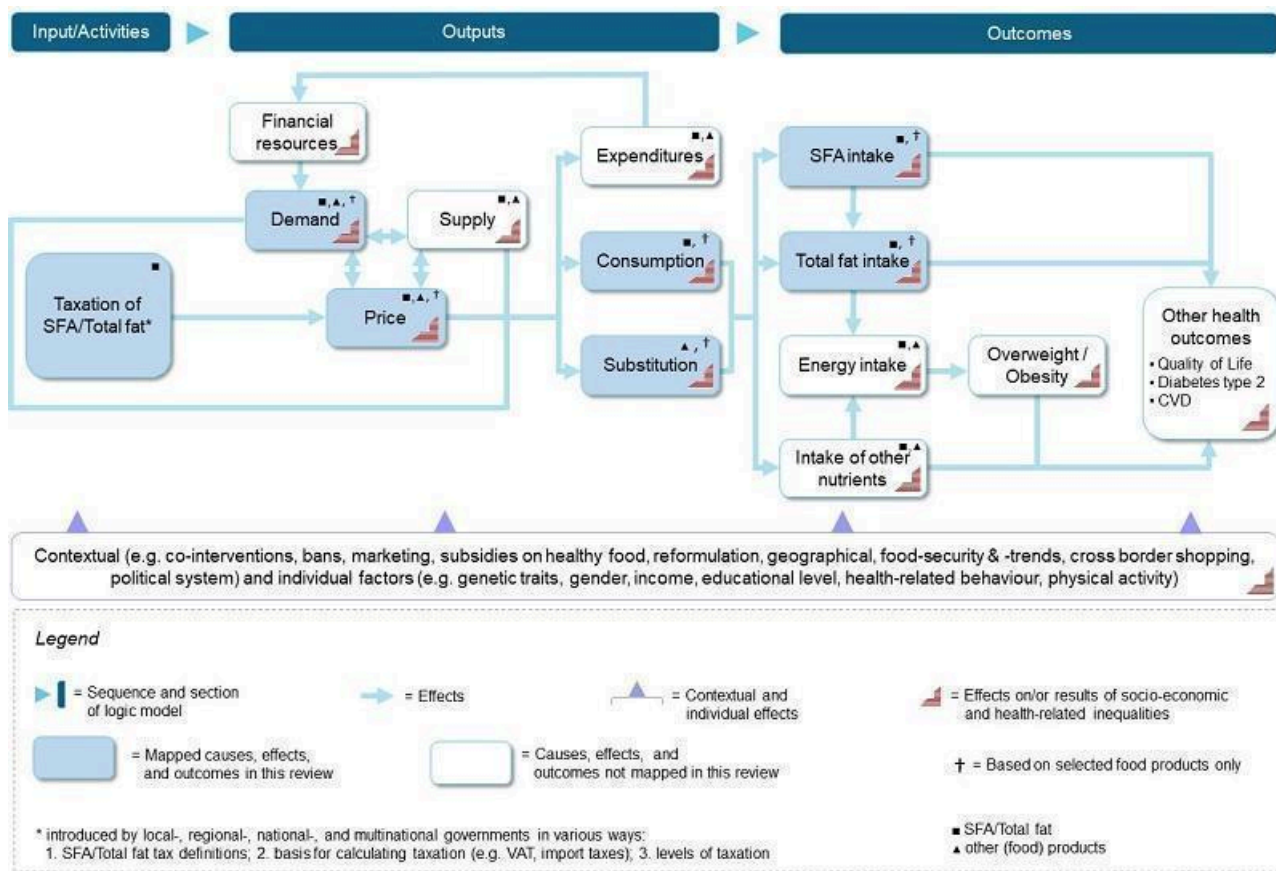 Input/Activities
Outputs
Outcomes
Financial
resources
■,▲
Expenditures
■, †
SFA intake
■,▲, †
Demand
■,▲
Supply
■, †
Consumption
■, †
Total fat intake
■
Taxation of
SFA/Total fat*
■,▲, †
Price
▲, †
Substitution
■,▲
Energy intake
Overweight /
Obesity
Other health
outcomes
• Quality of Life
• Diabetes type 2
• CVD
■,▲
Intake of other
nutrients
Contextual (e.g. co-interventions, bans, marketing, subsidies on healthy food, reformulation, geographical, food-security & -trends, cross border shopping,
political system) and individual factors (e.g. genetic traits, gender, income, educational level, health-related behaviour, physical activity)
Legend
= Sequence and section
of logic model
= Effects
= Contextual and
individual effects
= Effects on/or results of socio-economic
and health-related inequalities
= Mapped causes, effects,
and outcomes in this review
= Causes, effects, and
outcomes not mapped in this review
† = Based on selected food products only
* introduced by local-, regional-, national-, and multinational governments in various ways:
1. SFA/Total fat tax definitions; 2. basis for calculating taxation (e.g. VAT, import taxes); 3. levels of taxation
■ SFA/Total fat
▲ other (food) products